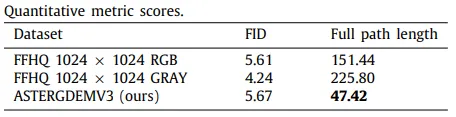 Quantitative metric scores.
Dataset FID Full path length
FFHQ 1024 × 1024 RGB 5.61 151.44
FFHQ 1024 × 1024 GRAY 4.24 225.80
ASTERGDEMV3 (ours) 5.67 47.42